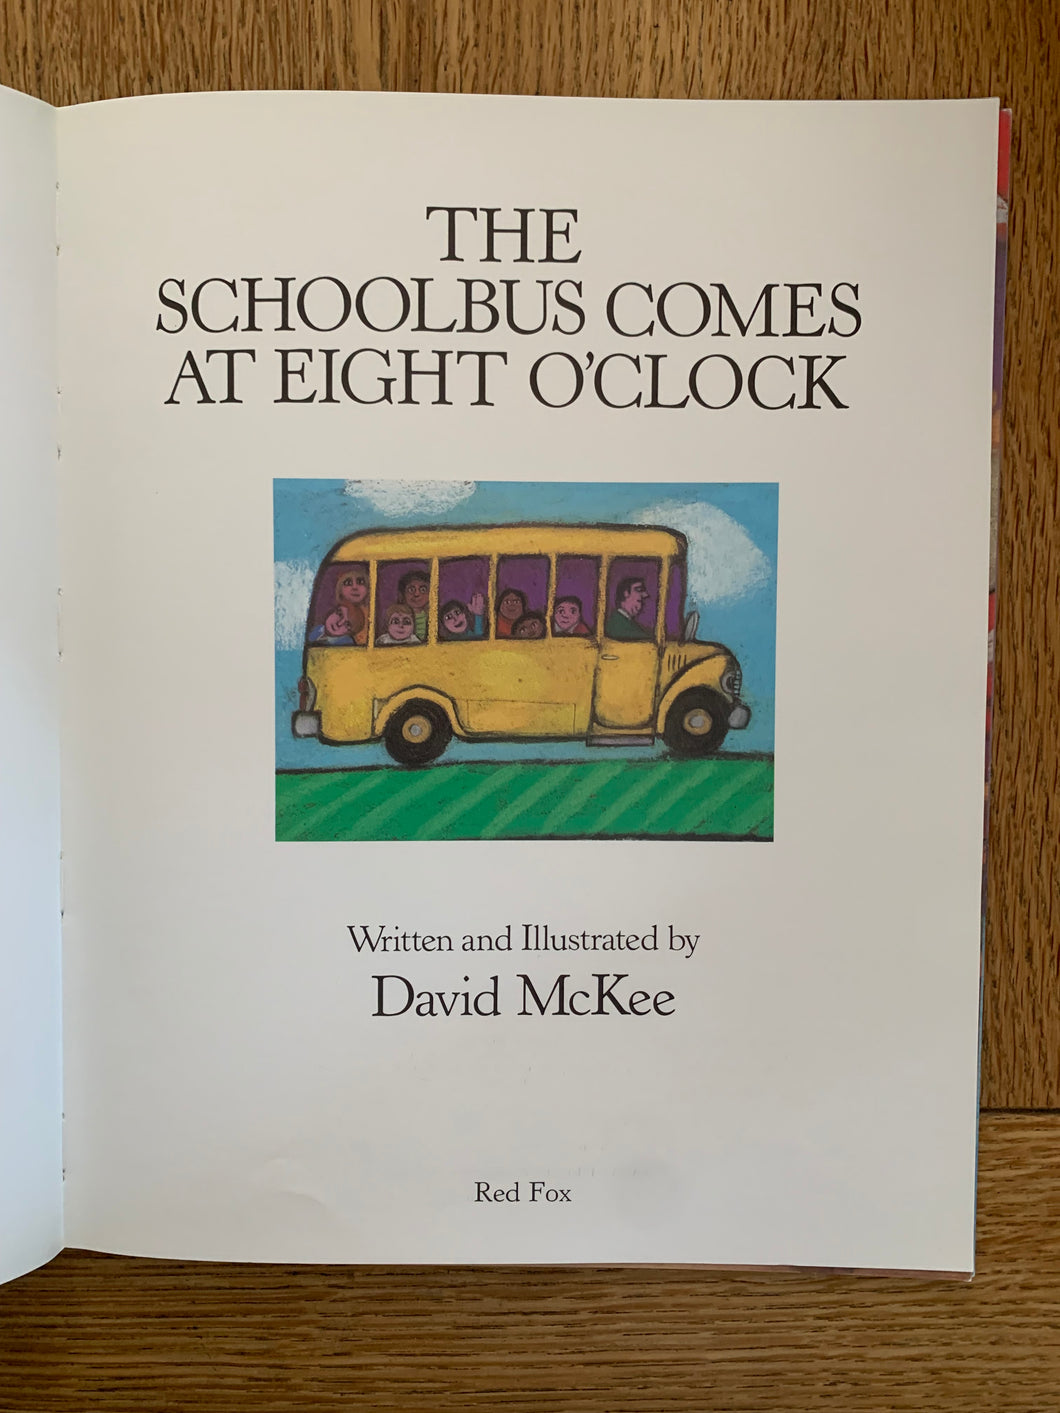 THE
SCHOOLBUS COMES
AT EIGHT O'CLOCK
Written and Illustrated by
David McKee
Red Fox